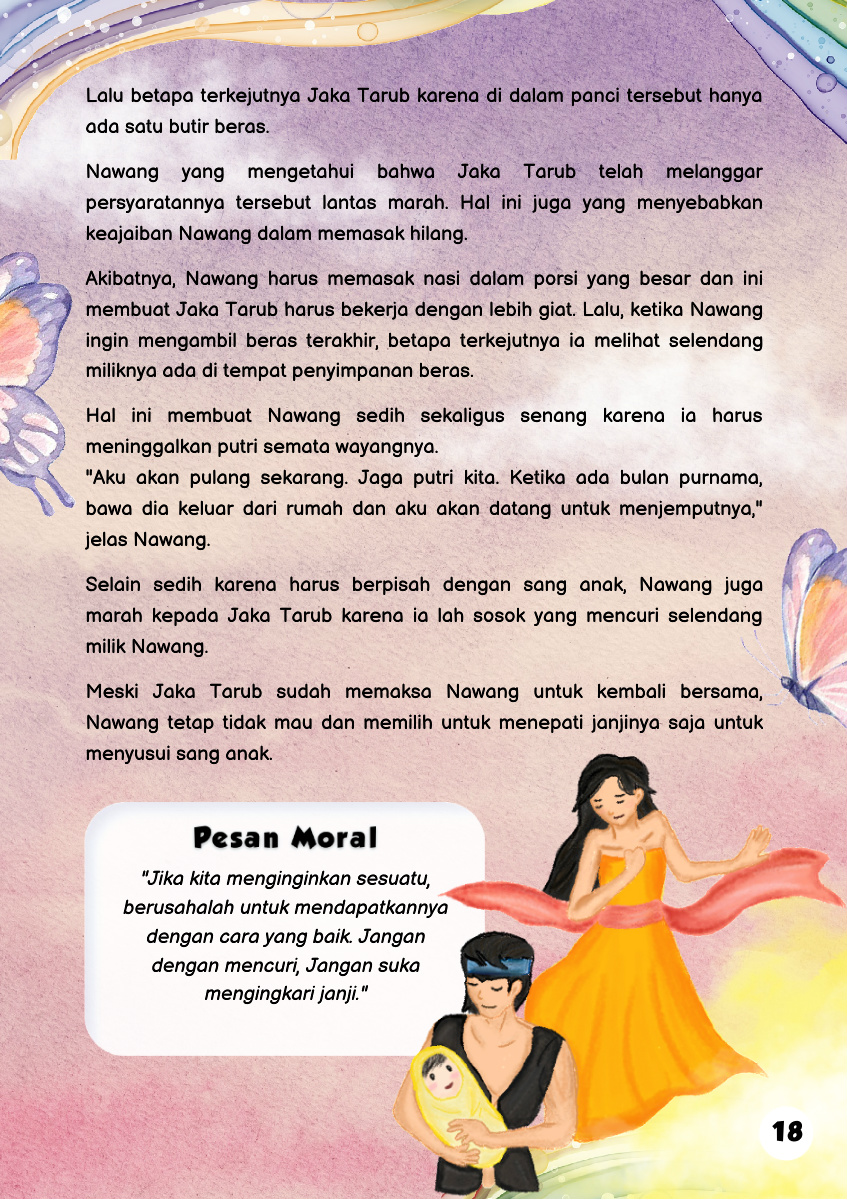 Lalu betapa terkejutnya Jaka Tarub karena di dalam panci tersebut hanya
ada satu butir beras.
Nawang yang mengetahui bahwa Jaka Tarub telah melanggar
persyaratannya tersebut lantas marah. Hal ini juga yang menyebabkan
keajaiban Nawang dalam memasak hilang.
Akibatnya, Nawang harus memasak nasi dalam porsi yang besar dan ini
membuat Jaka Tarub harus bekerja dengan lebih giat. Lalu, ketika Nawang
ingin mengambil beras terakhir, betapa terkejutnya ia melihat selendang
miliknya ada di tempat penyimpanan beras.
Hal ini membuat Nawang sedih sekaligus senang karena ia harus
meninggalkan putri semata wayangnya.
"Aku akan pulang sekarang. Jaga putri kita. Ketika ada bulan purnama,
bawa dia keluar dari rumah dan aku akan datang untuk menjemputnya,"
jelas Nawang.
Selain sedih karena harus berpisah dengan sang anak, Nawang juga
marah kepada Jaka Tarub karena ia lah sosok yang mencuri selendang
milik Nawang.
Meski Jaka Tarub sudah memaksa Nawang untuk kembali bersama,
Nawang tetap tidak mau dan memilih untuk menepati janjinya saja untuk
menyusui sang anak.
Pesan Moral
"Jika kita menginginkan sesuatu,
berusahalah untuk mendapatkannya
dengan cara yang baik. Jangan
dengan mencuri, Jangan suka
mengingkari janji."
18